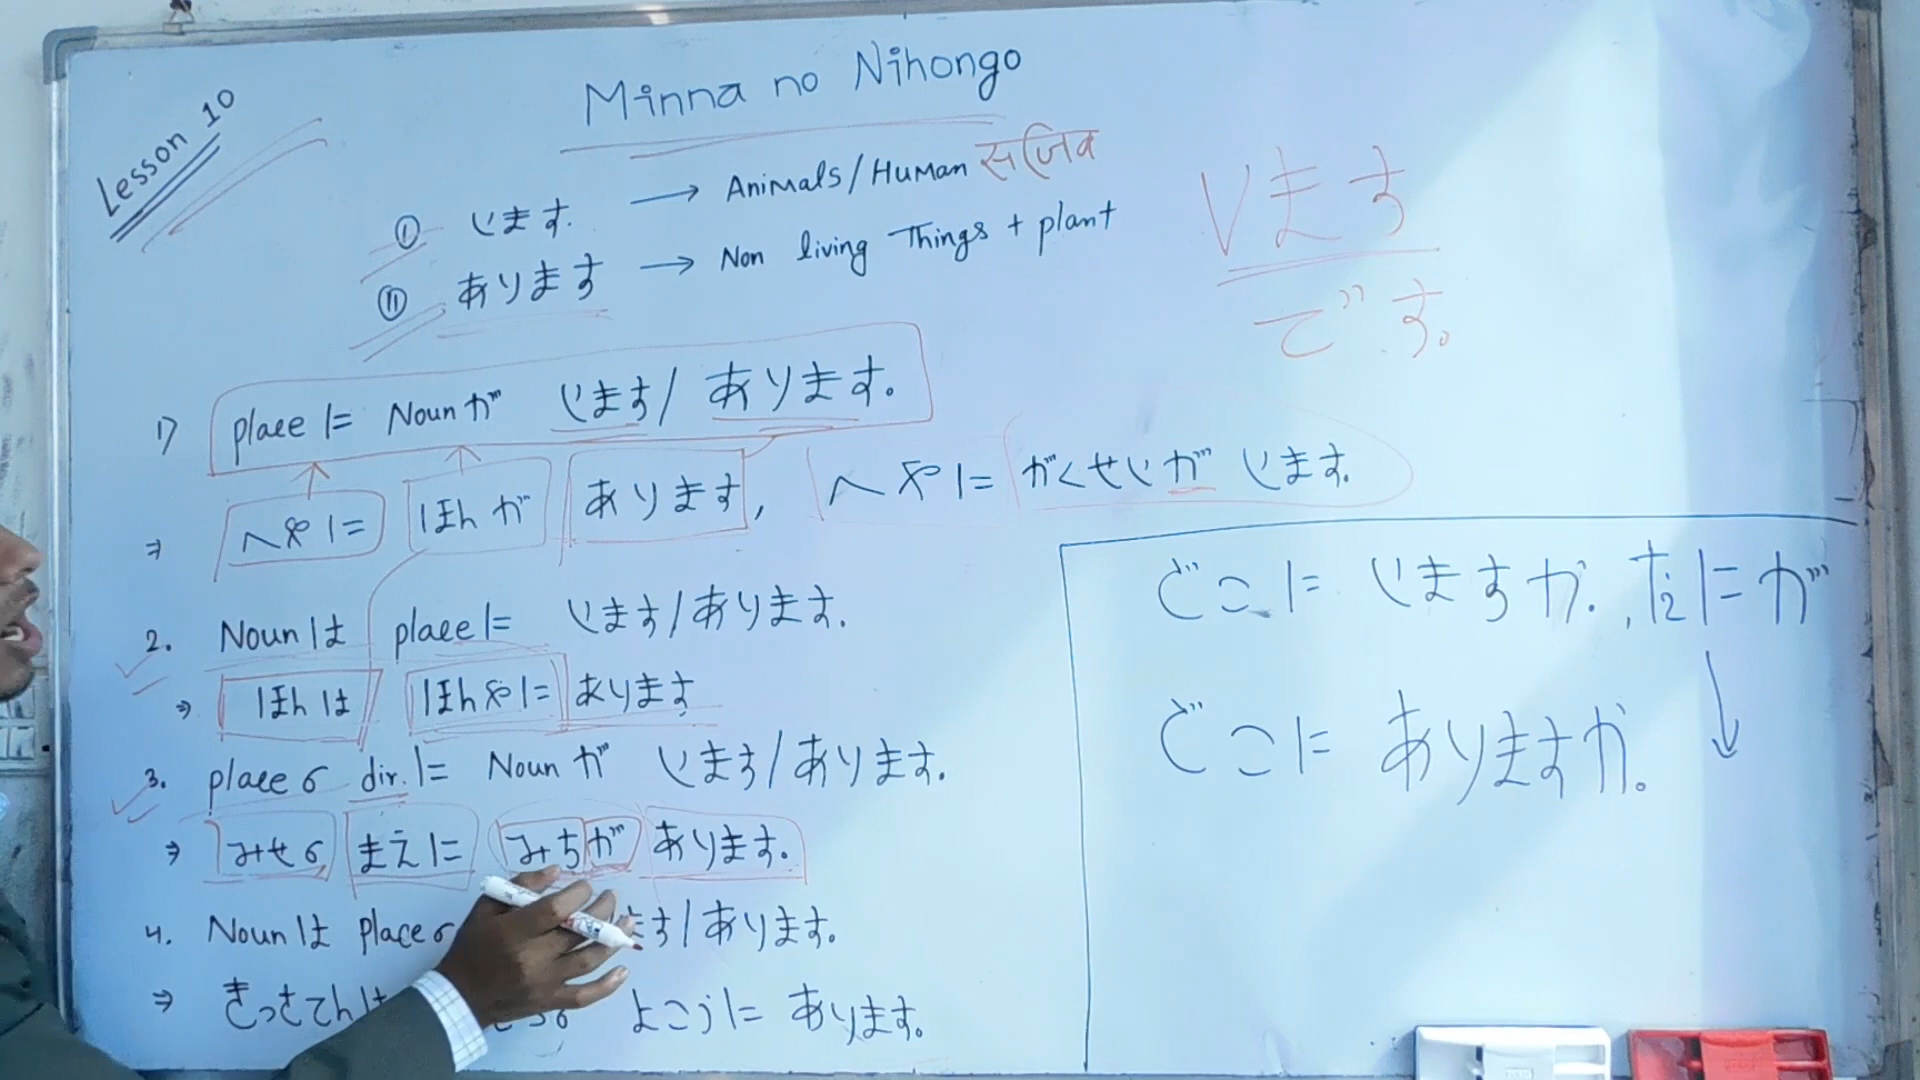 Minna no Nihongo
Lesson 10
① います. → Animals/Human सजिव
② あります → Non living Things + plant
います
です。
1) place に Noun が います/ あります。
⇒ へやに ほんが あります, へやに がくせいが います.
2. Noun は place に います/あります.
⇒ ほんは ほんやに あります
3. place の dir. に Noun が います/あります.
⇒ みせの まえに みちが あります.
4. Noun は place の ます/あります.
⇒ きっさてんは よこうに あります。
どこに いますか. , なに が
どこに ありますか。